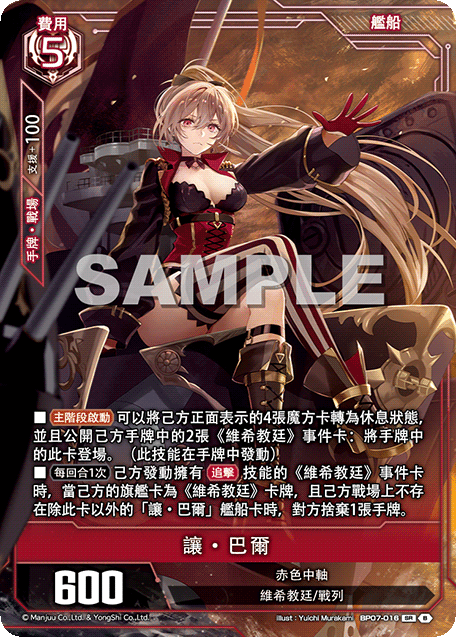 費用
5
艦船
支援+100
手牌・戰場
SAMPLE
■ 主階段啟動 可以將己方正面表示的4張魔方卡轉為休息狀態,
並且公開己方手牌中的2張《維希教廷》事件卡：將手牌中
的此卡登場。（此技能在手牌中發動）
■ 每回合1次 己方發動擁有 追擊 技能的《維希教廷》事件卡
時，當己方的旗艦卡為《維希教廷》卡牌，且己方戰場上不存
在除此卡以外的「讓・巴爾」艦船卡時，對方捨棄1張手牌。
讓・巴爾
600
赤色中軸
維希教廷/戰列
© Manjuu Co.,Ltd. & YongShi Co.,Ltd.
Illust : Yuichi Murakami BP07-016 SR